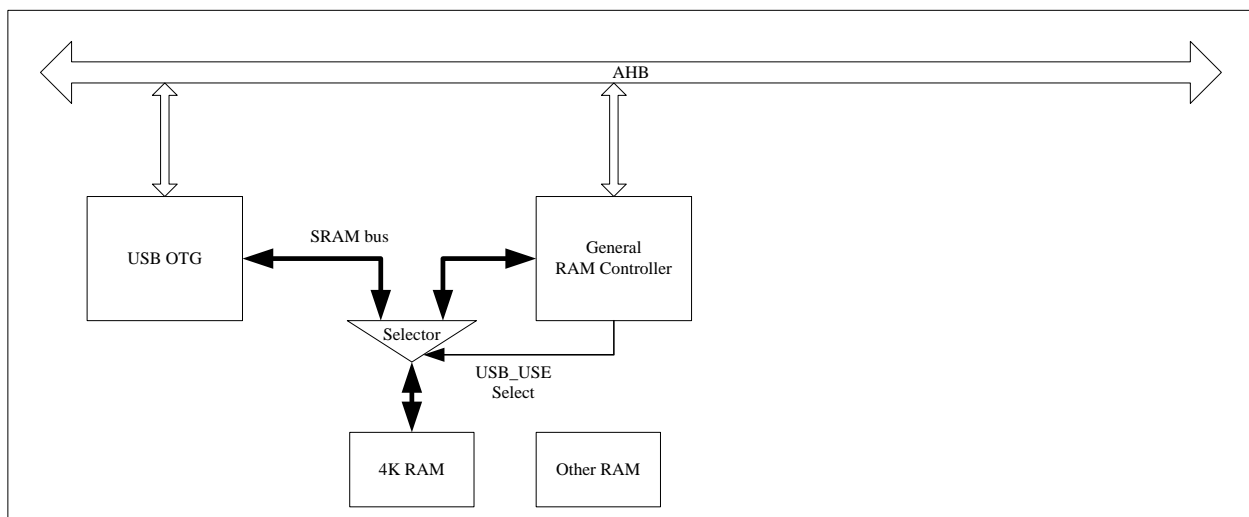 AHB
USB OTG
SRAM bus
General
RAM Controller
Selector
USB_USE
Select
4K RAM
Other RAM